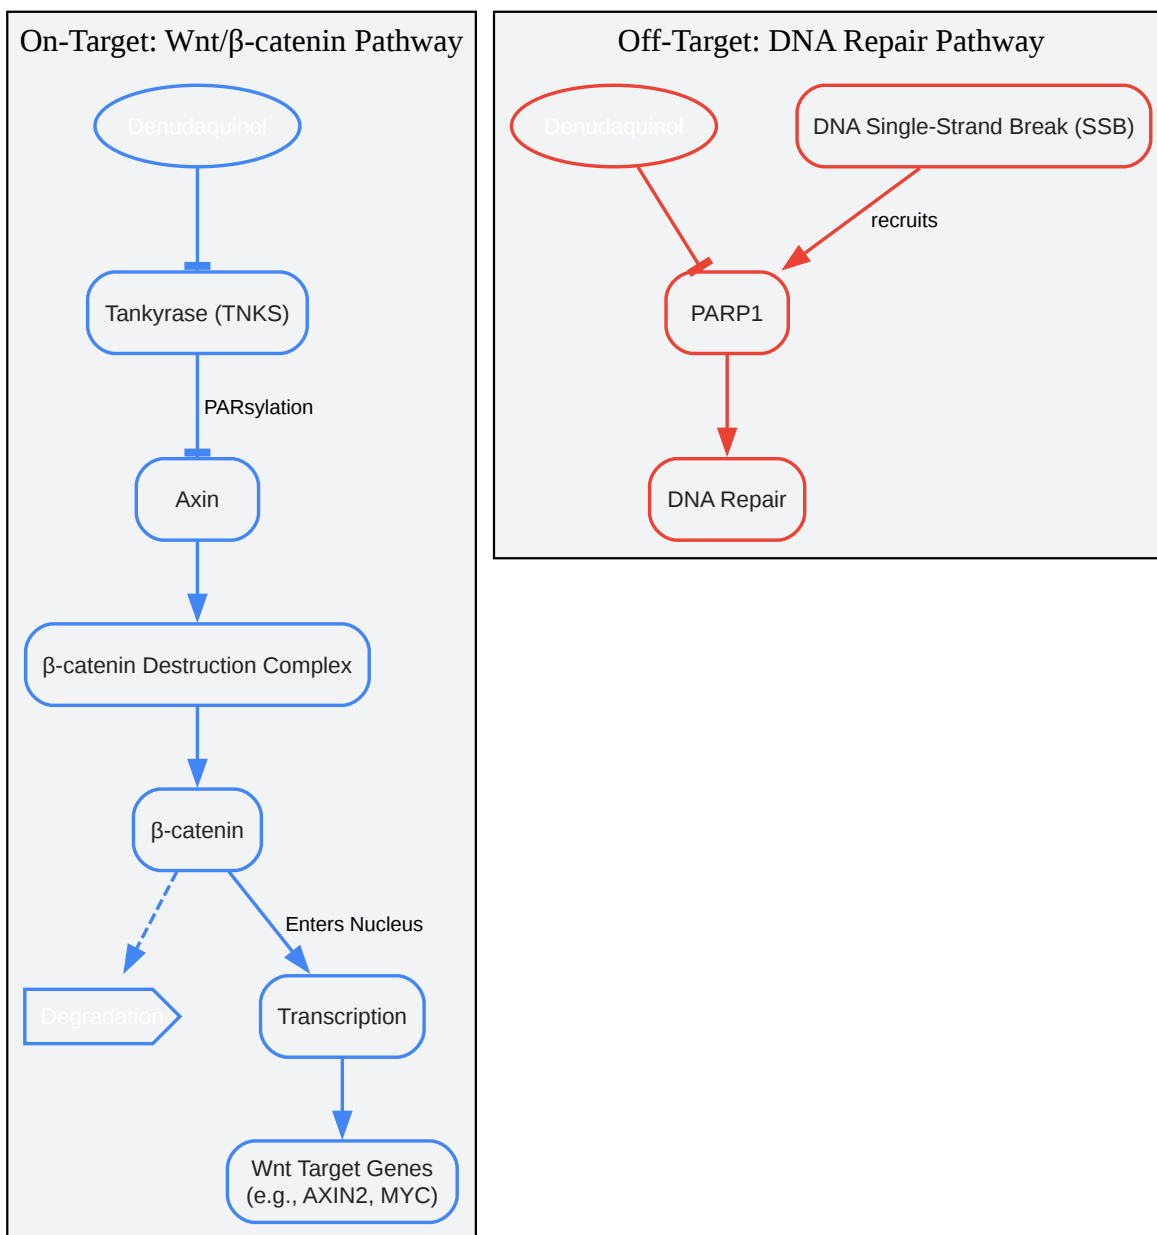 On-Target: Wnt/β-catenin Pathway
Denudaquinol
Tankyrase (TNKS)
PARsylation
Axin
β-catenin Destruction Complex
β-catenin
Enters Nucleus
Degradation
Transcription
Wnt Target Genes
(e.g., AXIN2, MYC)
Off-Target: DNA Repair Pathway
Denudaquinol
DNA Single-Strand Break (SSB)
recruits
PARP1
DNA Repair